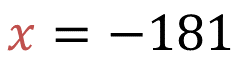 x = −181